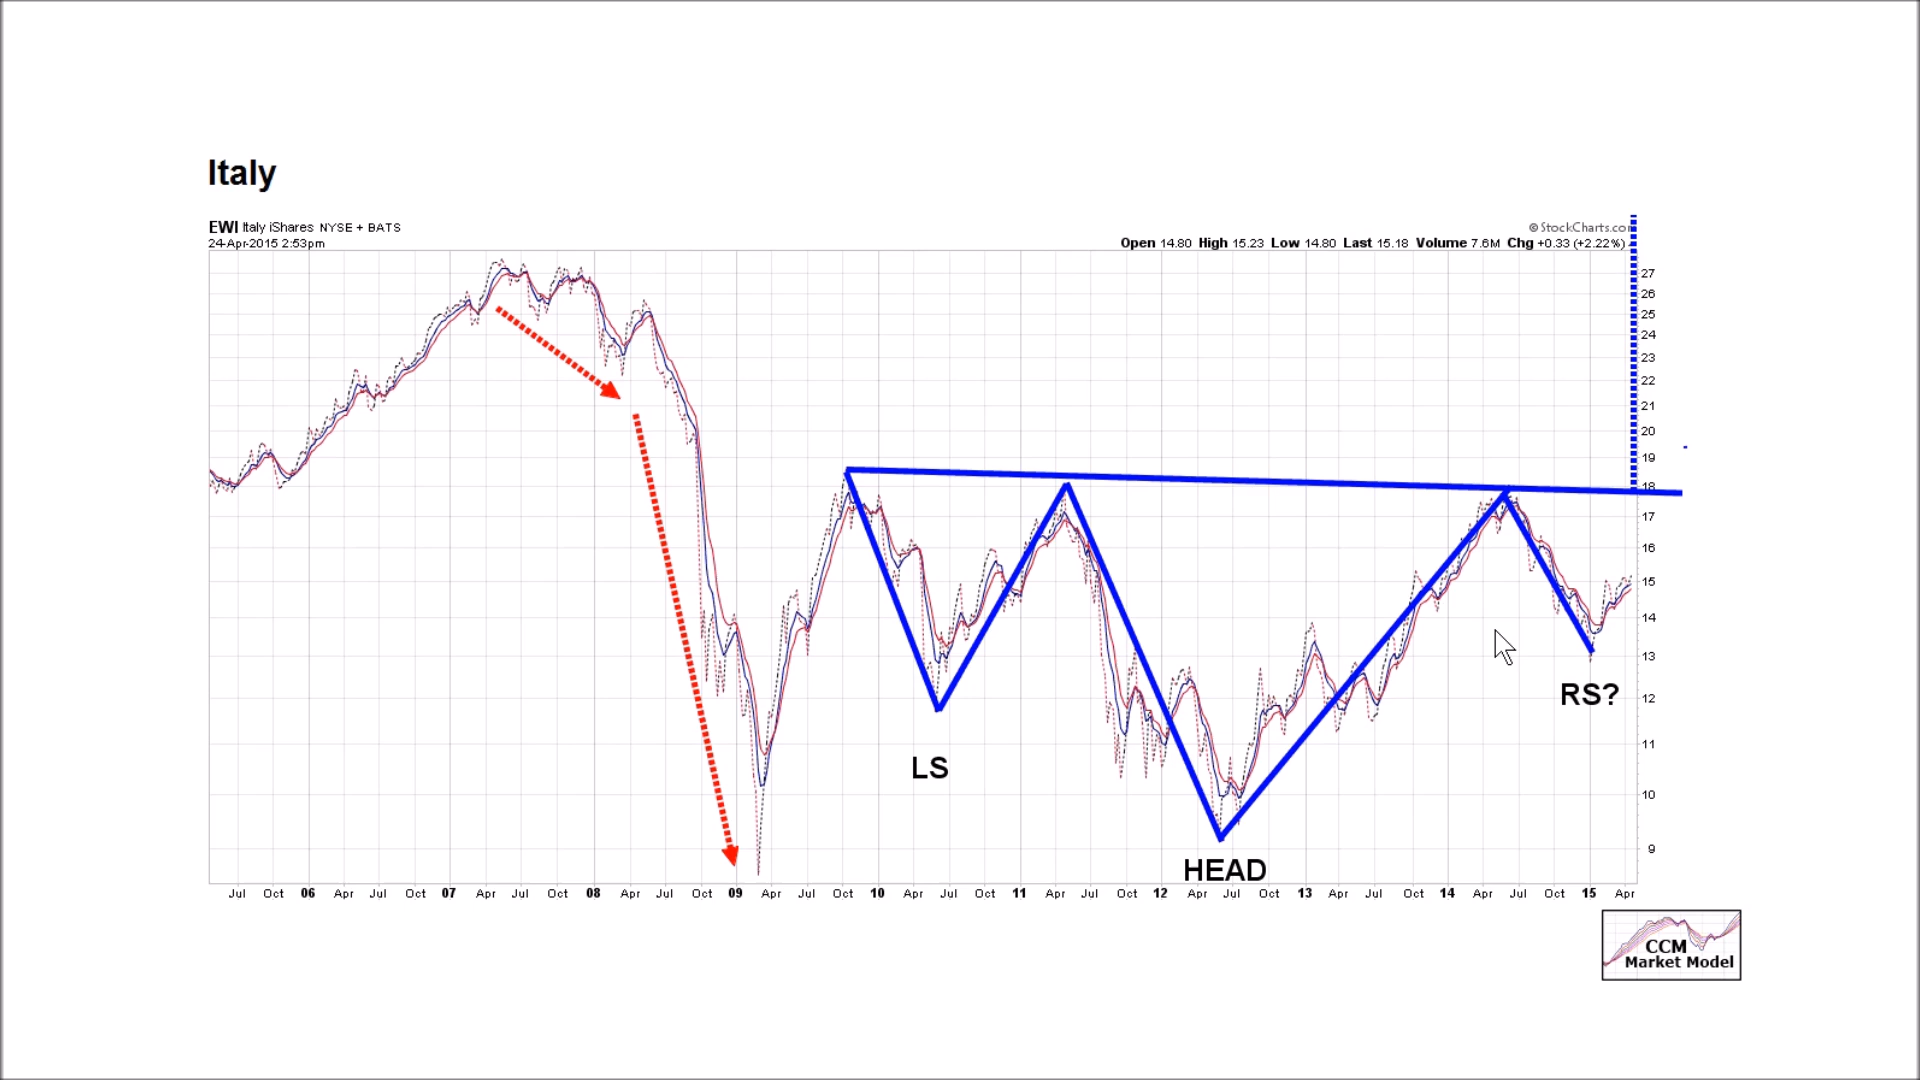 Italy
EWI Italy iShares NYSE + BATS
© StockCharts.com
24-Apr-2015 2:53pm
Open 14.80 High 15.23 Low 14.80 Last 15.18 Volume 7.6M Chg +0.33 (+2.22%)
27
26
25
24
23
22
21
20
19
18
17
16
15
14
13
12
11
10
9
RS?
LS
HEAD
Jul Oct 06 Apr Jul Oct 07 Apr Jul Oct 08 Apr Jul Oct 09 Apr Jul Oct 10 Apr Jul Oct 11 Apr Jul Oct 12 Apr Jul Oct 13 Apr Jul Oct 14 Apr Jul Oct 15 Apr
CCM
Market Model